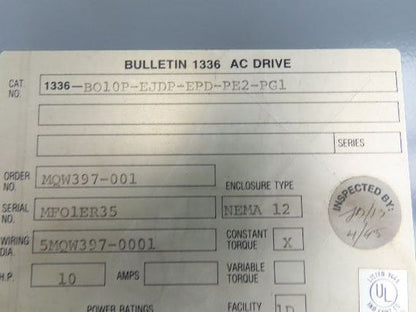 BULLETIN 1336 AC DRIVE
CAT. NO. 1336-BO10P-EJDP-EPD-PE2-PG1
SERIES
ORDER NO. MQW397-001 ENCLOSURE TYPE
SERIAL NO. MFO1ER35 NEMA 12
WIRING DIA. 5MQW397-0001 CONSTANT TORQUE X
H.P. 10 AMPS VARIABLE TORQUE
POWER RATINGS FACILITY 1D
INSPECTED BY:
UL